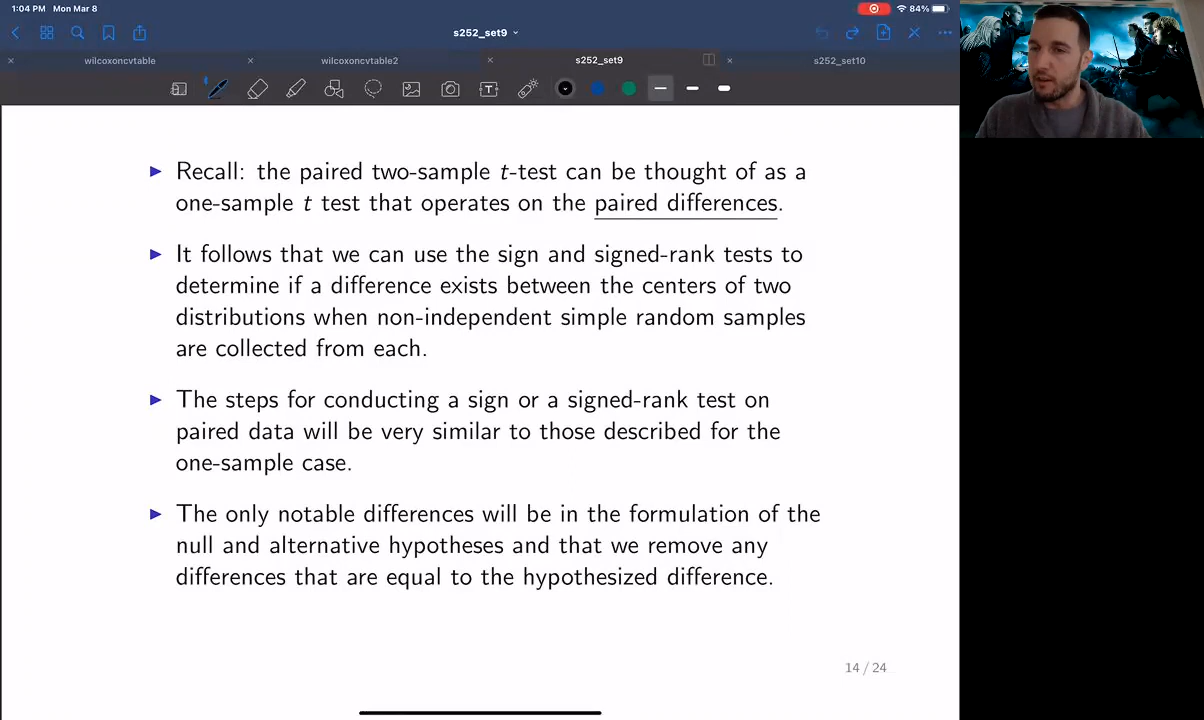 1:04 PM Mon Mar 8
84%
s252_set9
wilcoxoncvtable
wilcoxoncvtable2
s252_set9
s252_set10
T
Recall: the paired two-sample t-test can be thought of as a
one-sample t test that operates on the paired differences.
It follows that we can use the sign and signed-rank tests to
determine if a difference exists between the centers of two
distributions when non-independent simple random samples
are collected from each.
The steps for conducting a sign or a signed-rank test on
paired data will be very similar to those described for the
one-sample case.
The only notable differences will be in the formulation of the
null and alternative hypotheses and that we remove any
differences that are equal to the hypothesized difference.
14 / 24